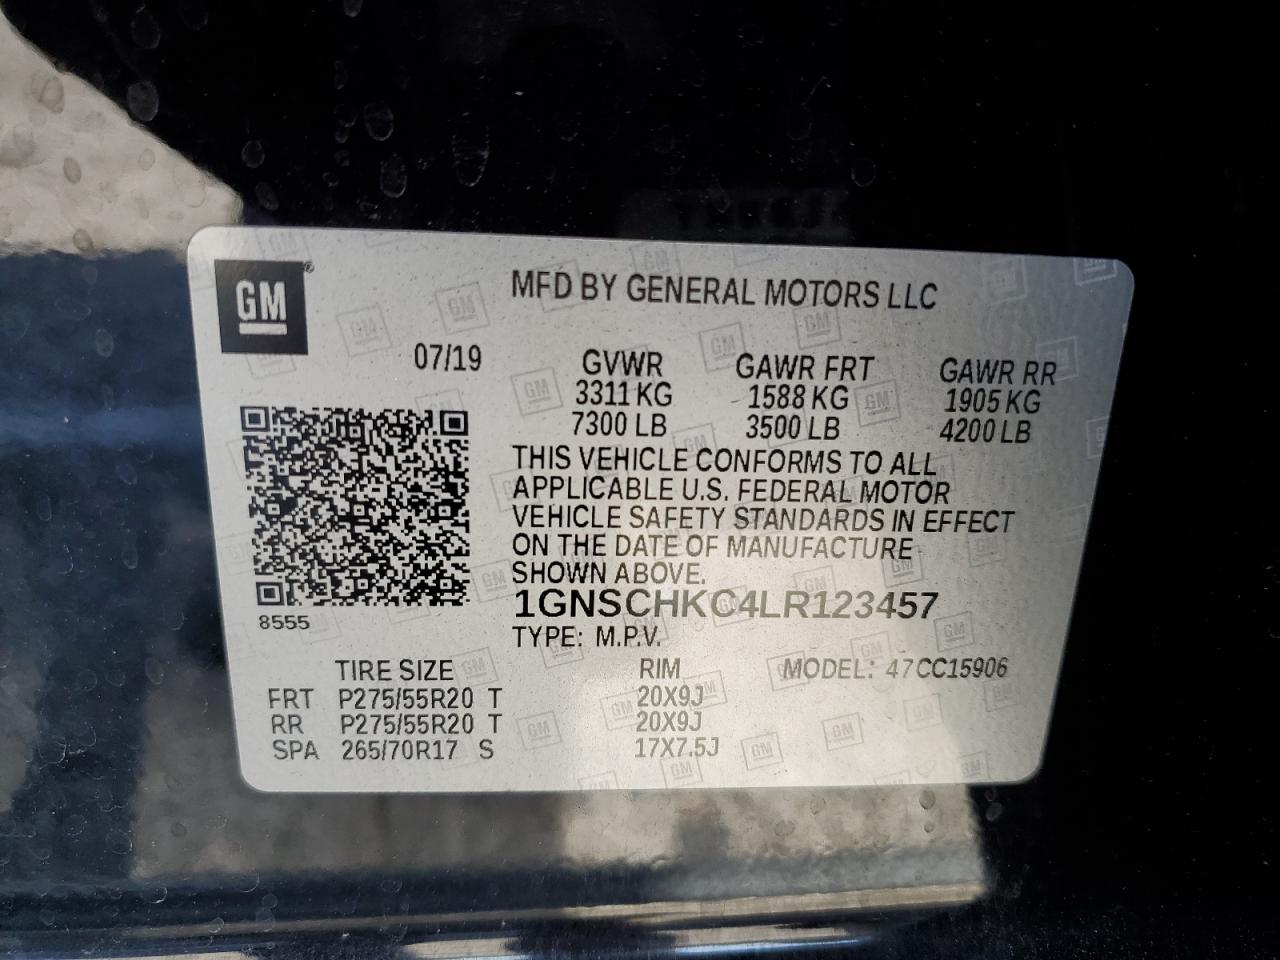 GM
MFD BY GENERAL MOTORS LLC
07/19
GVWR GAWR FRT GAWR RR
3311 KG 1588 KG 1905 KG
7300 LB 3500 LB 4200 LB
THIS VEHICLE CONFORMS TO ALL
APPLICABLE U.S. FEDERAL MOTOR
VEHICLE SAFETY STANDARDS IN EFFECT
ON THE DATE OF MANUFACTURE
SHOWN ABOVE.
1GNSCHKC4LR123457
8555
TYPE: M.P.V.
TIRE SIZE RIM MODEL: 47CC15906
FRT P275/55R20 T 20X9J
RR P275/55R20 T 20X9J
SPA 265/70R17 S 17X7.5J